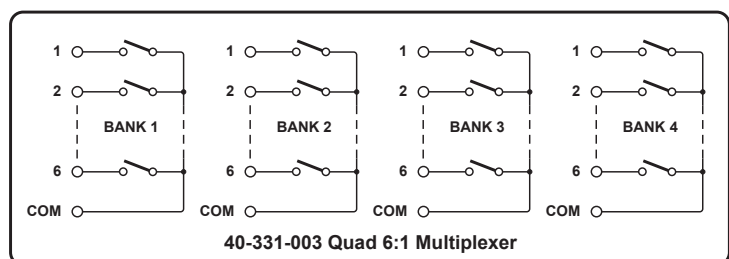 1 1 1 1
2 2 2 2
BANK 1 BANK 2 BANK 3 BANK 4
6 6 6 6
COM COM COM COM
40-331-003 Quad 6:1 Multiplexer